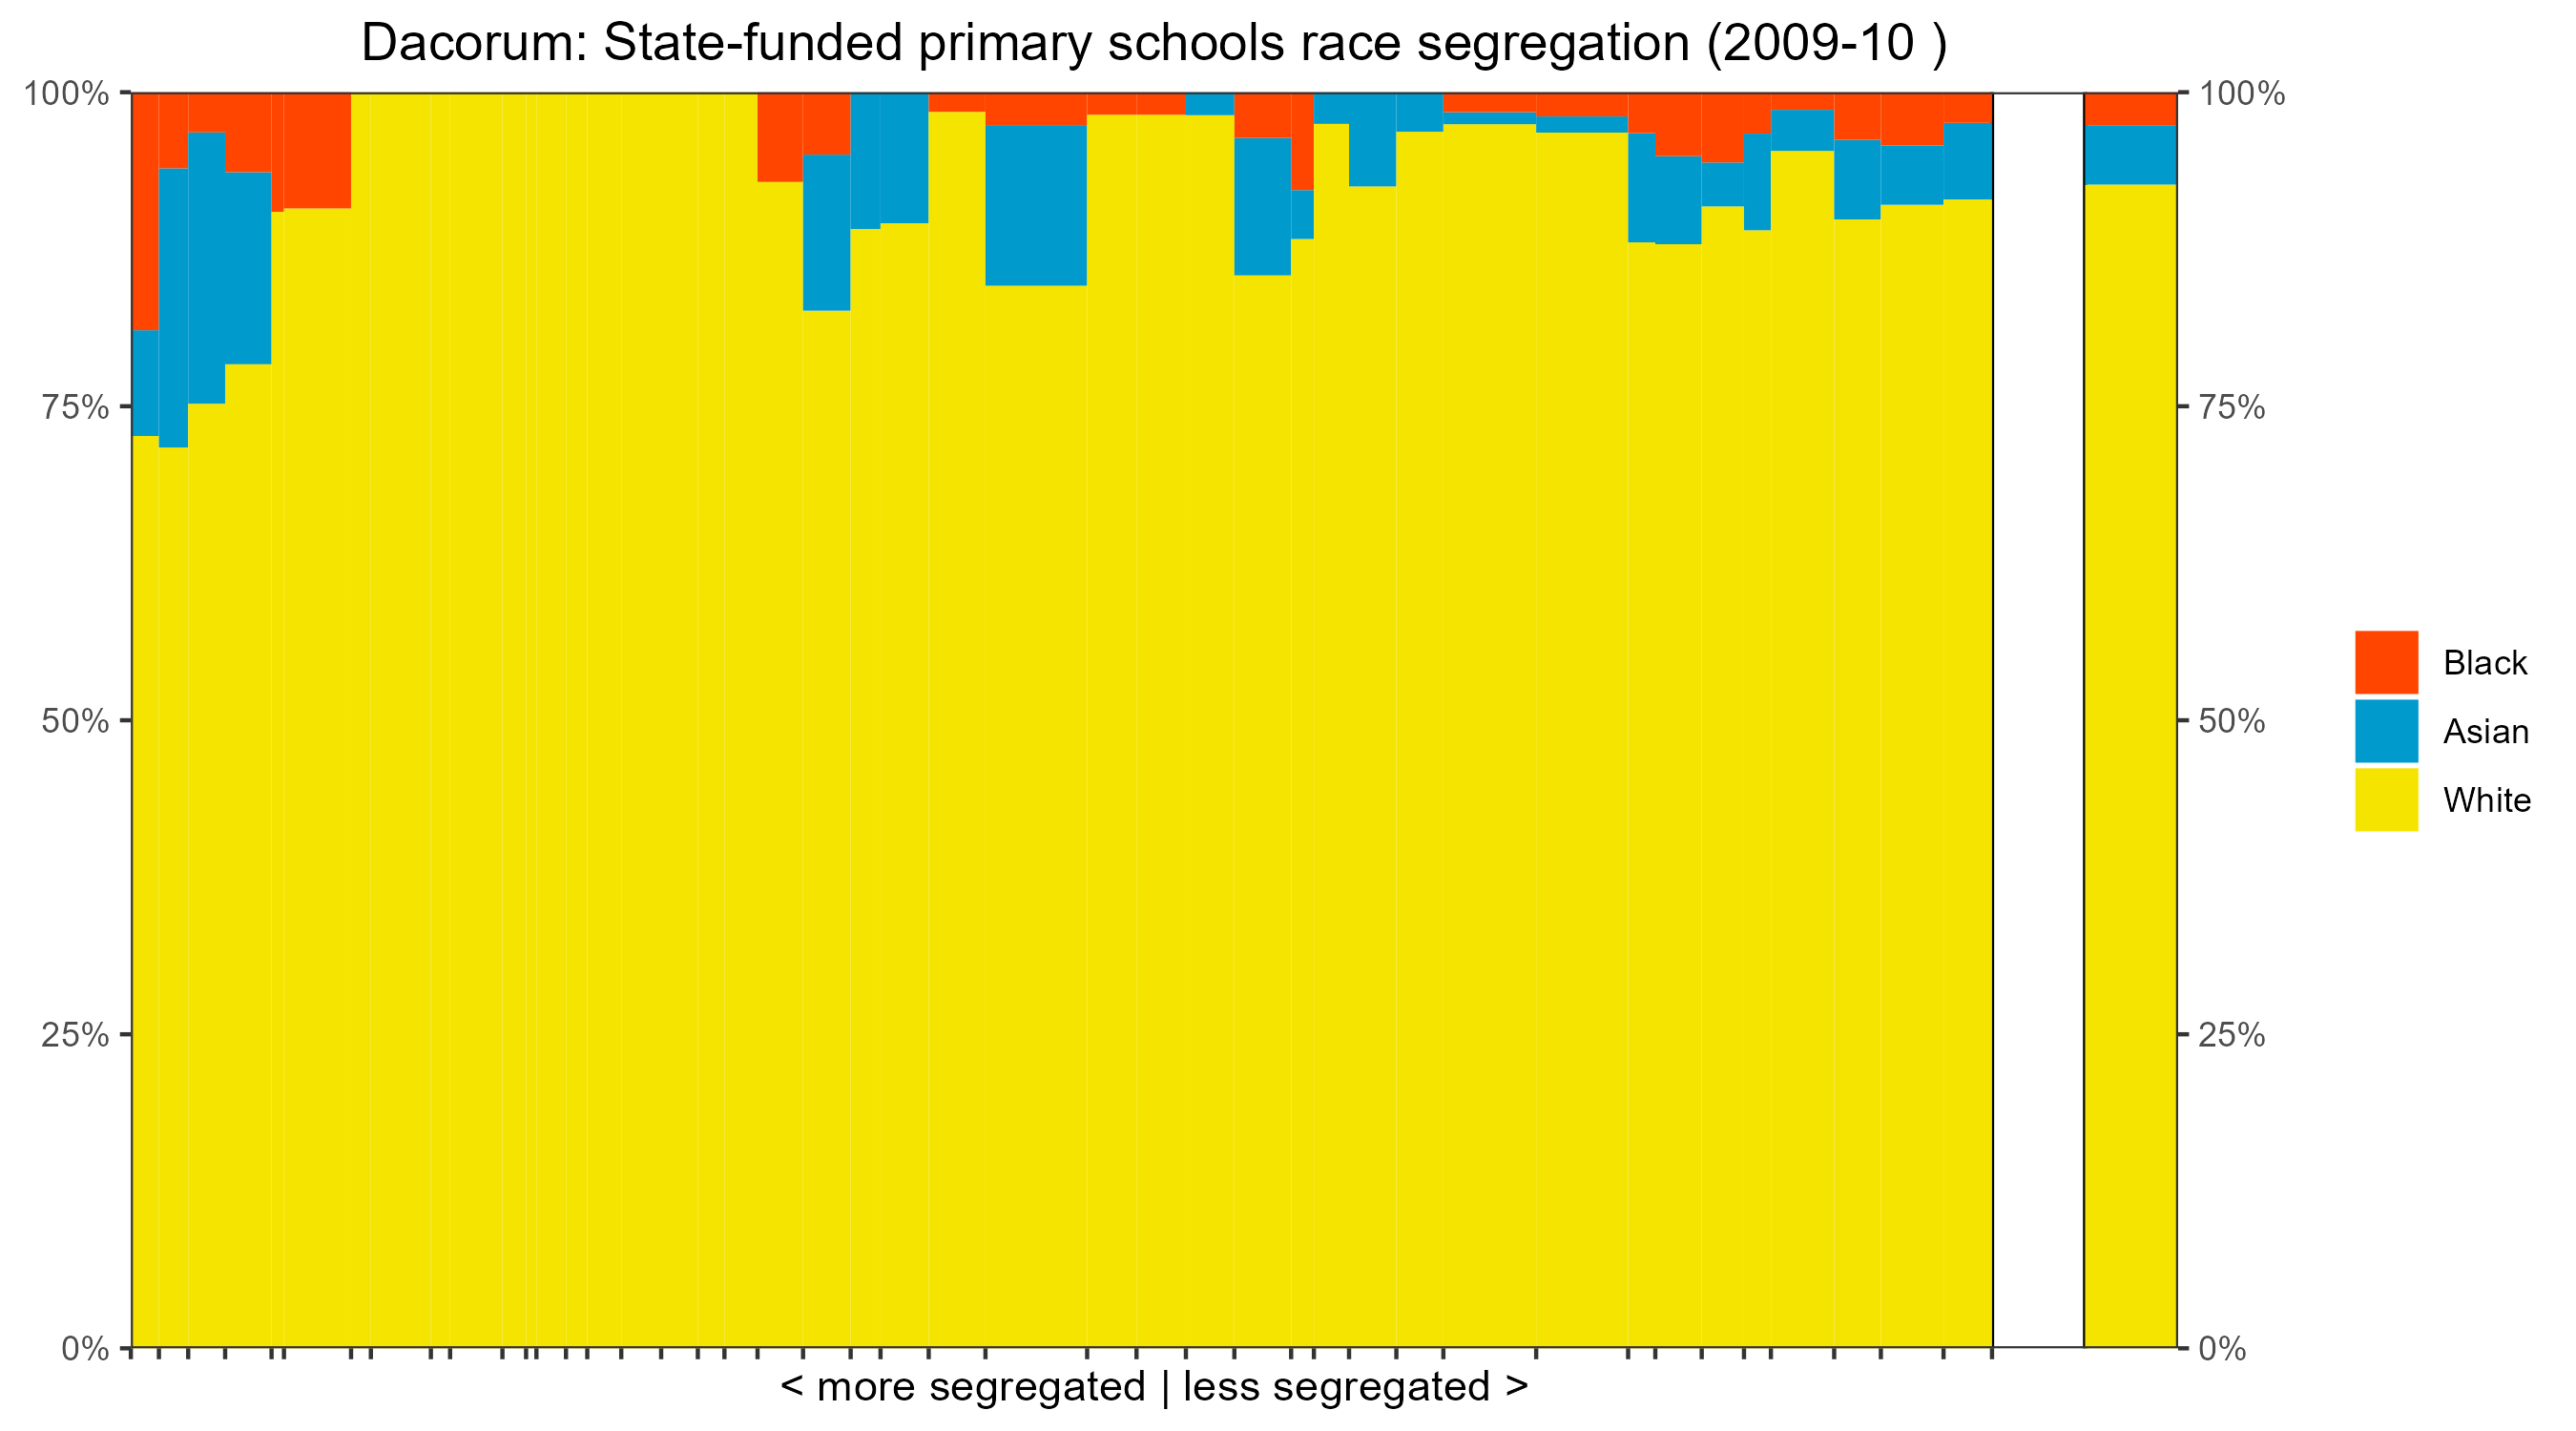 Dacorum: State-funded primary schools race segregation (2009-10 )
100%
75%
50%
25%
0%
100%
75%
50%
25%
0%
Black
Asian
White
< more segregated | less segregated >